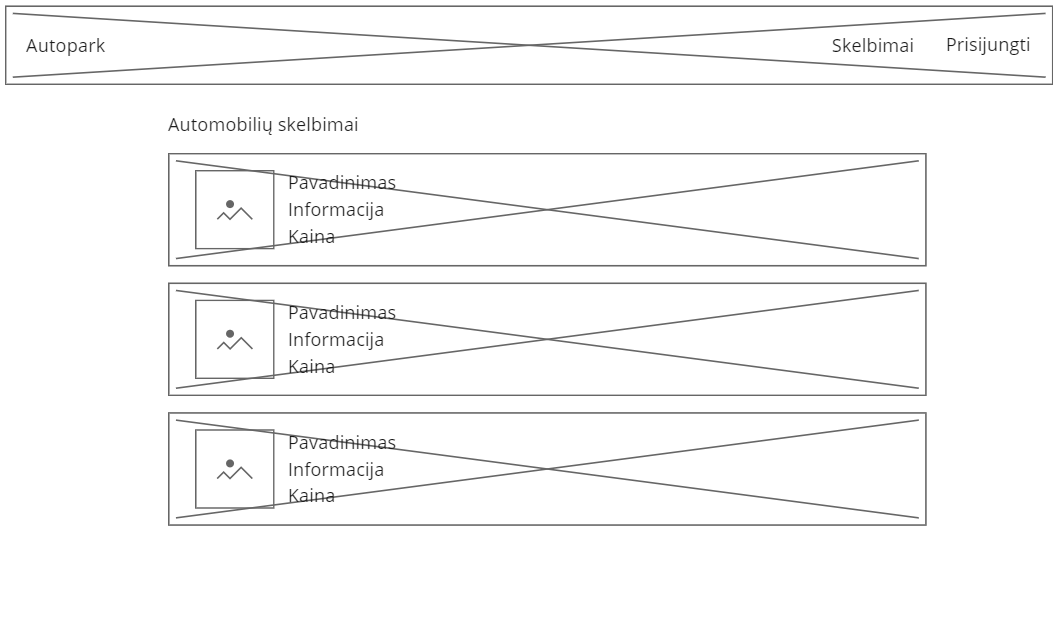 Autopark Skelbimai Prisijungti
Automobilių skelbimai
Pavadinimas
Informacija
Kaina
Pavadinimas
Informacija
Kaina
Pavadinimas
Informacija
Kaina